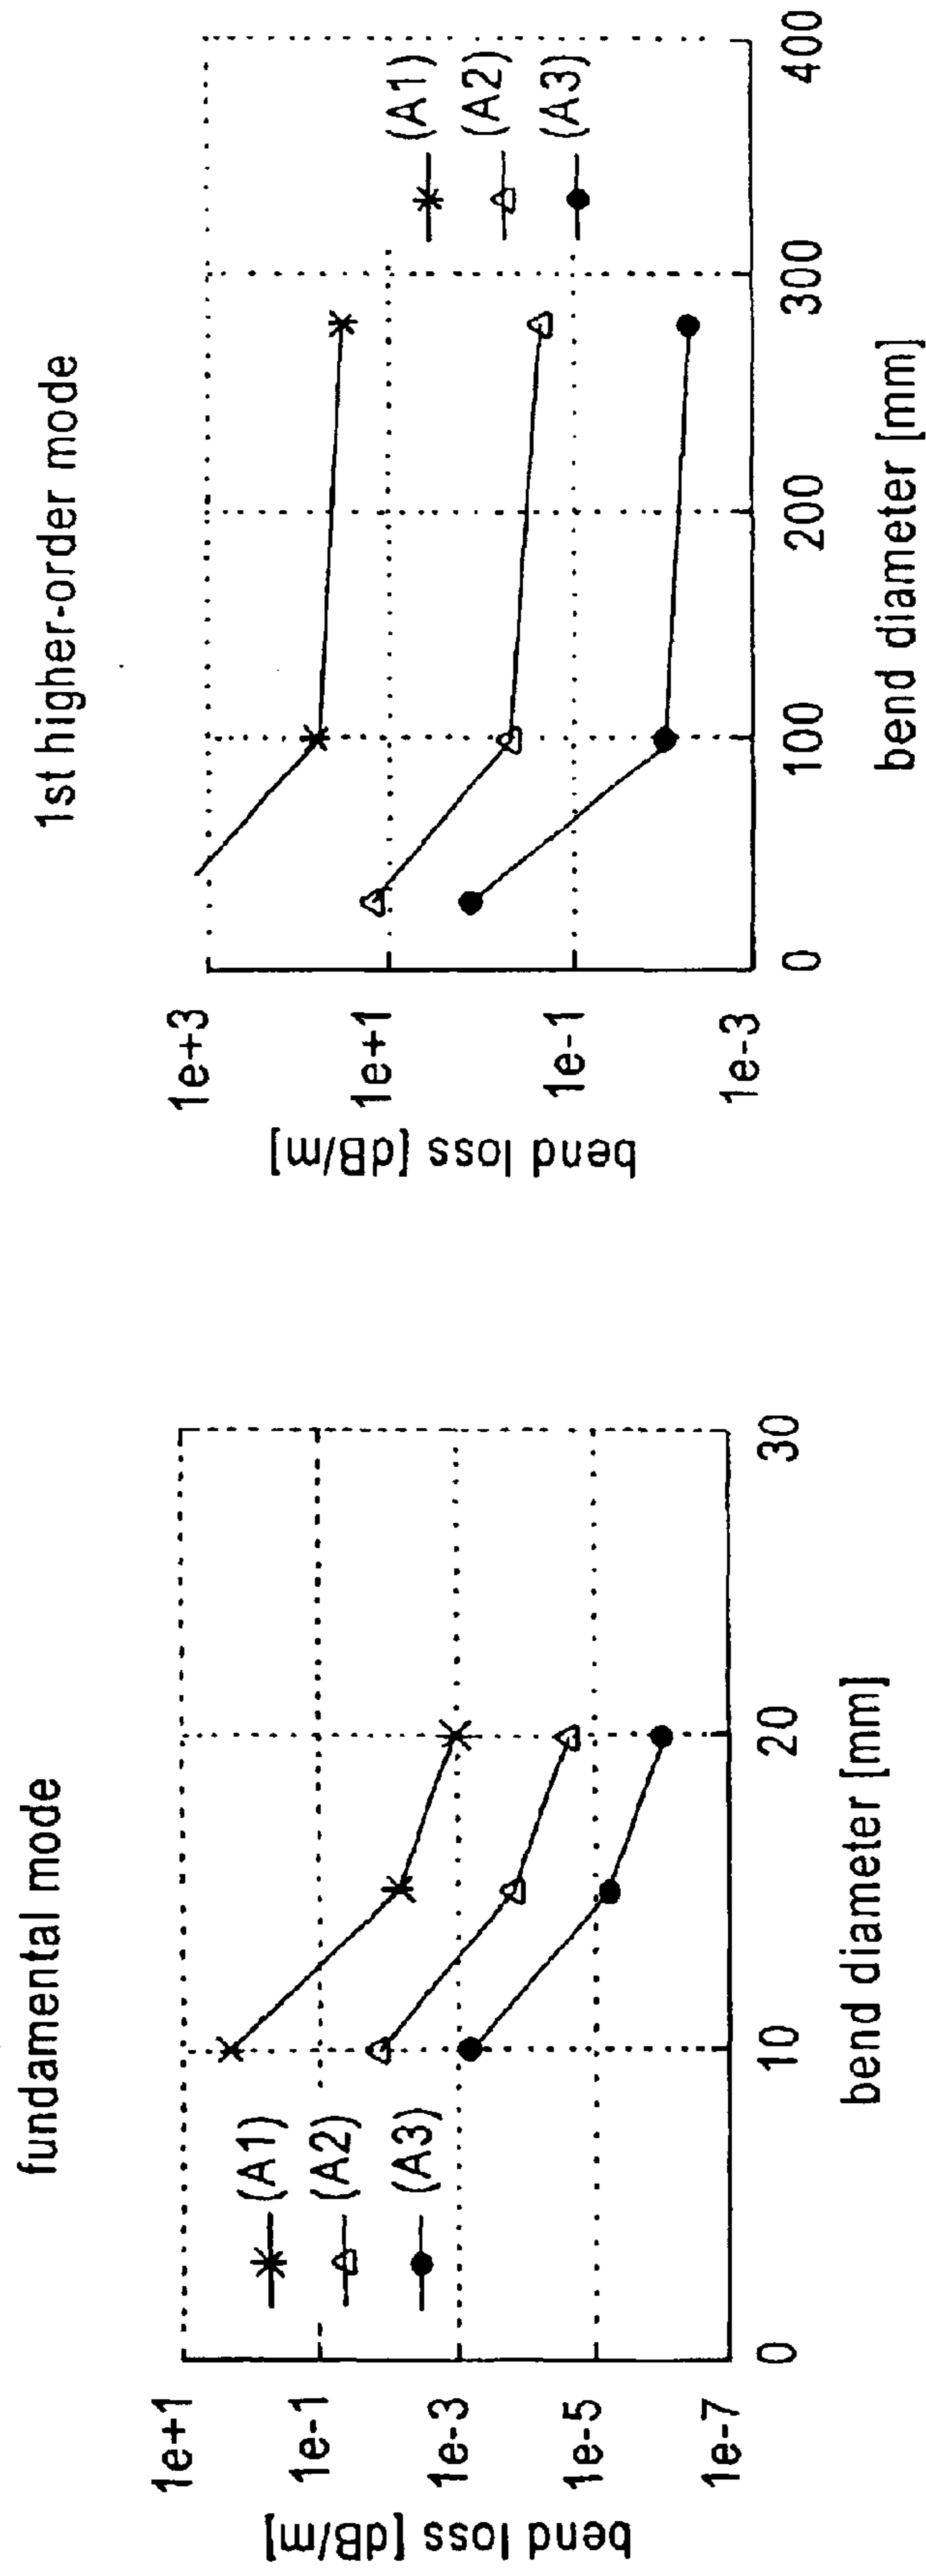 fundamental mode
1e+1
1e-1
1e-3
1e-5
1e-7
bend loss [dB/m]
(A1)
(A2)
(A3)
0
10
20
30
bend diameter [mm]
1st higher-order mode
1e+3
1e+1
1e-1
1e-3
bend loss [dB/m]
(A1)
(A2)
(A3)
0
100
200
300
400
bend diameter [mm]